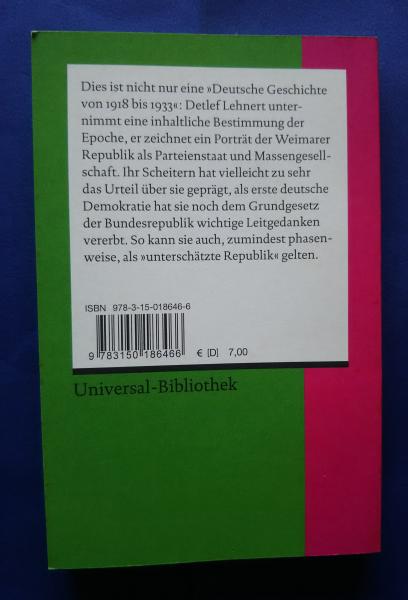 Dies ist nicht nur eine »Deutsche Geschichte
von 1918 bis 1933«: Detlef Lehnert unter-
nimmt eine inhaltliche Bestimmung der
Epoche, er zeichnet ein Porträt der Weimarer
Republik als Parteienstaat und Massengesell-
schaft. Ihr Scheitern hat vielleicht zu sehr
das Urteil über sie geprägt, als erste deutsche
Demokratie hat sie noch dem Grundgesetz
der Bundesrepublik wichtige Leitgedanken
vererbt. So kann sie auch, zumindest phasen-
weise, als »unterschätzte Republik« gelten.
ISBN 978-3-15-018646-6
9 783150 186466
€ [D] 7,00
Universal-Bibliothek